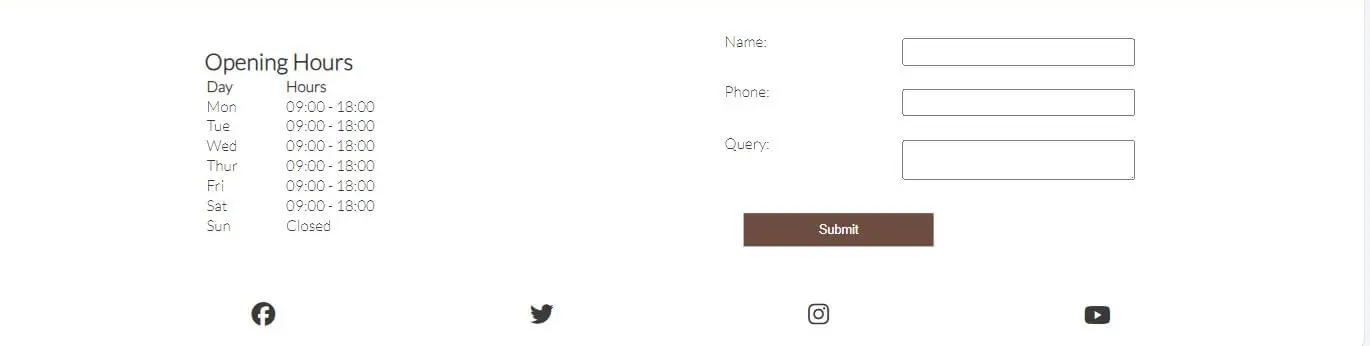 Opening Hours
Day Hours
Mon 09:00 - 18:00
Tue 09:00 - 18:00
Wed 09:00 - 18:00
Thur 09:00 - 18:00
Fri 09:00 - 18:00
Sat 09:00 - 18:00
Sun Closed
Name:
Phone:
Query:
Submit